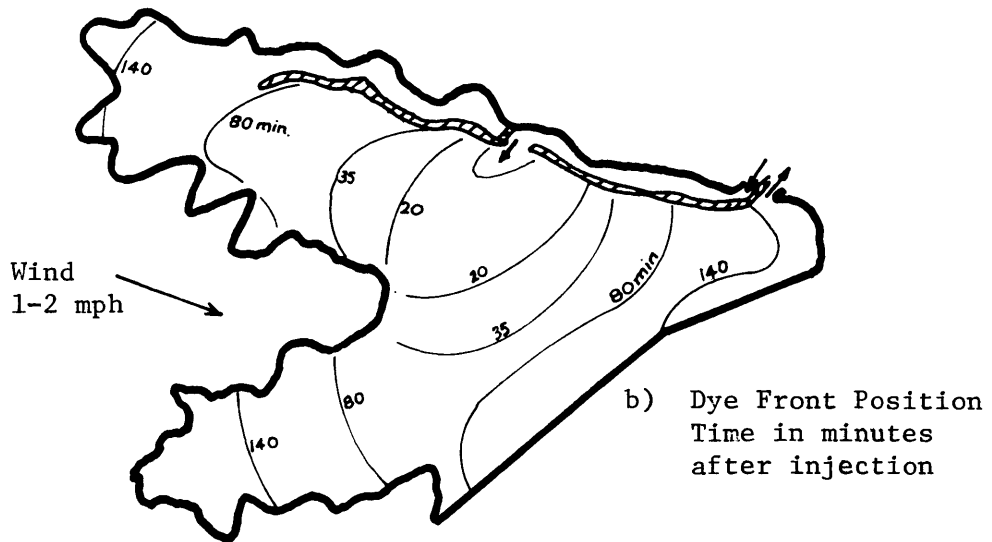 140
80 min.
35
20
20
35
80 min
140
80
140
Wind
1-2 mph
b) Dye Front Position
Time in minutes
after injection